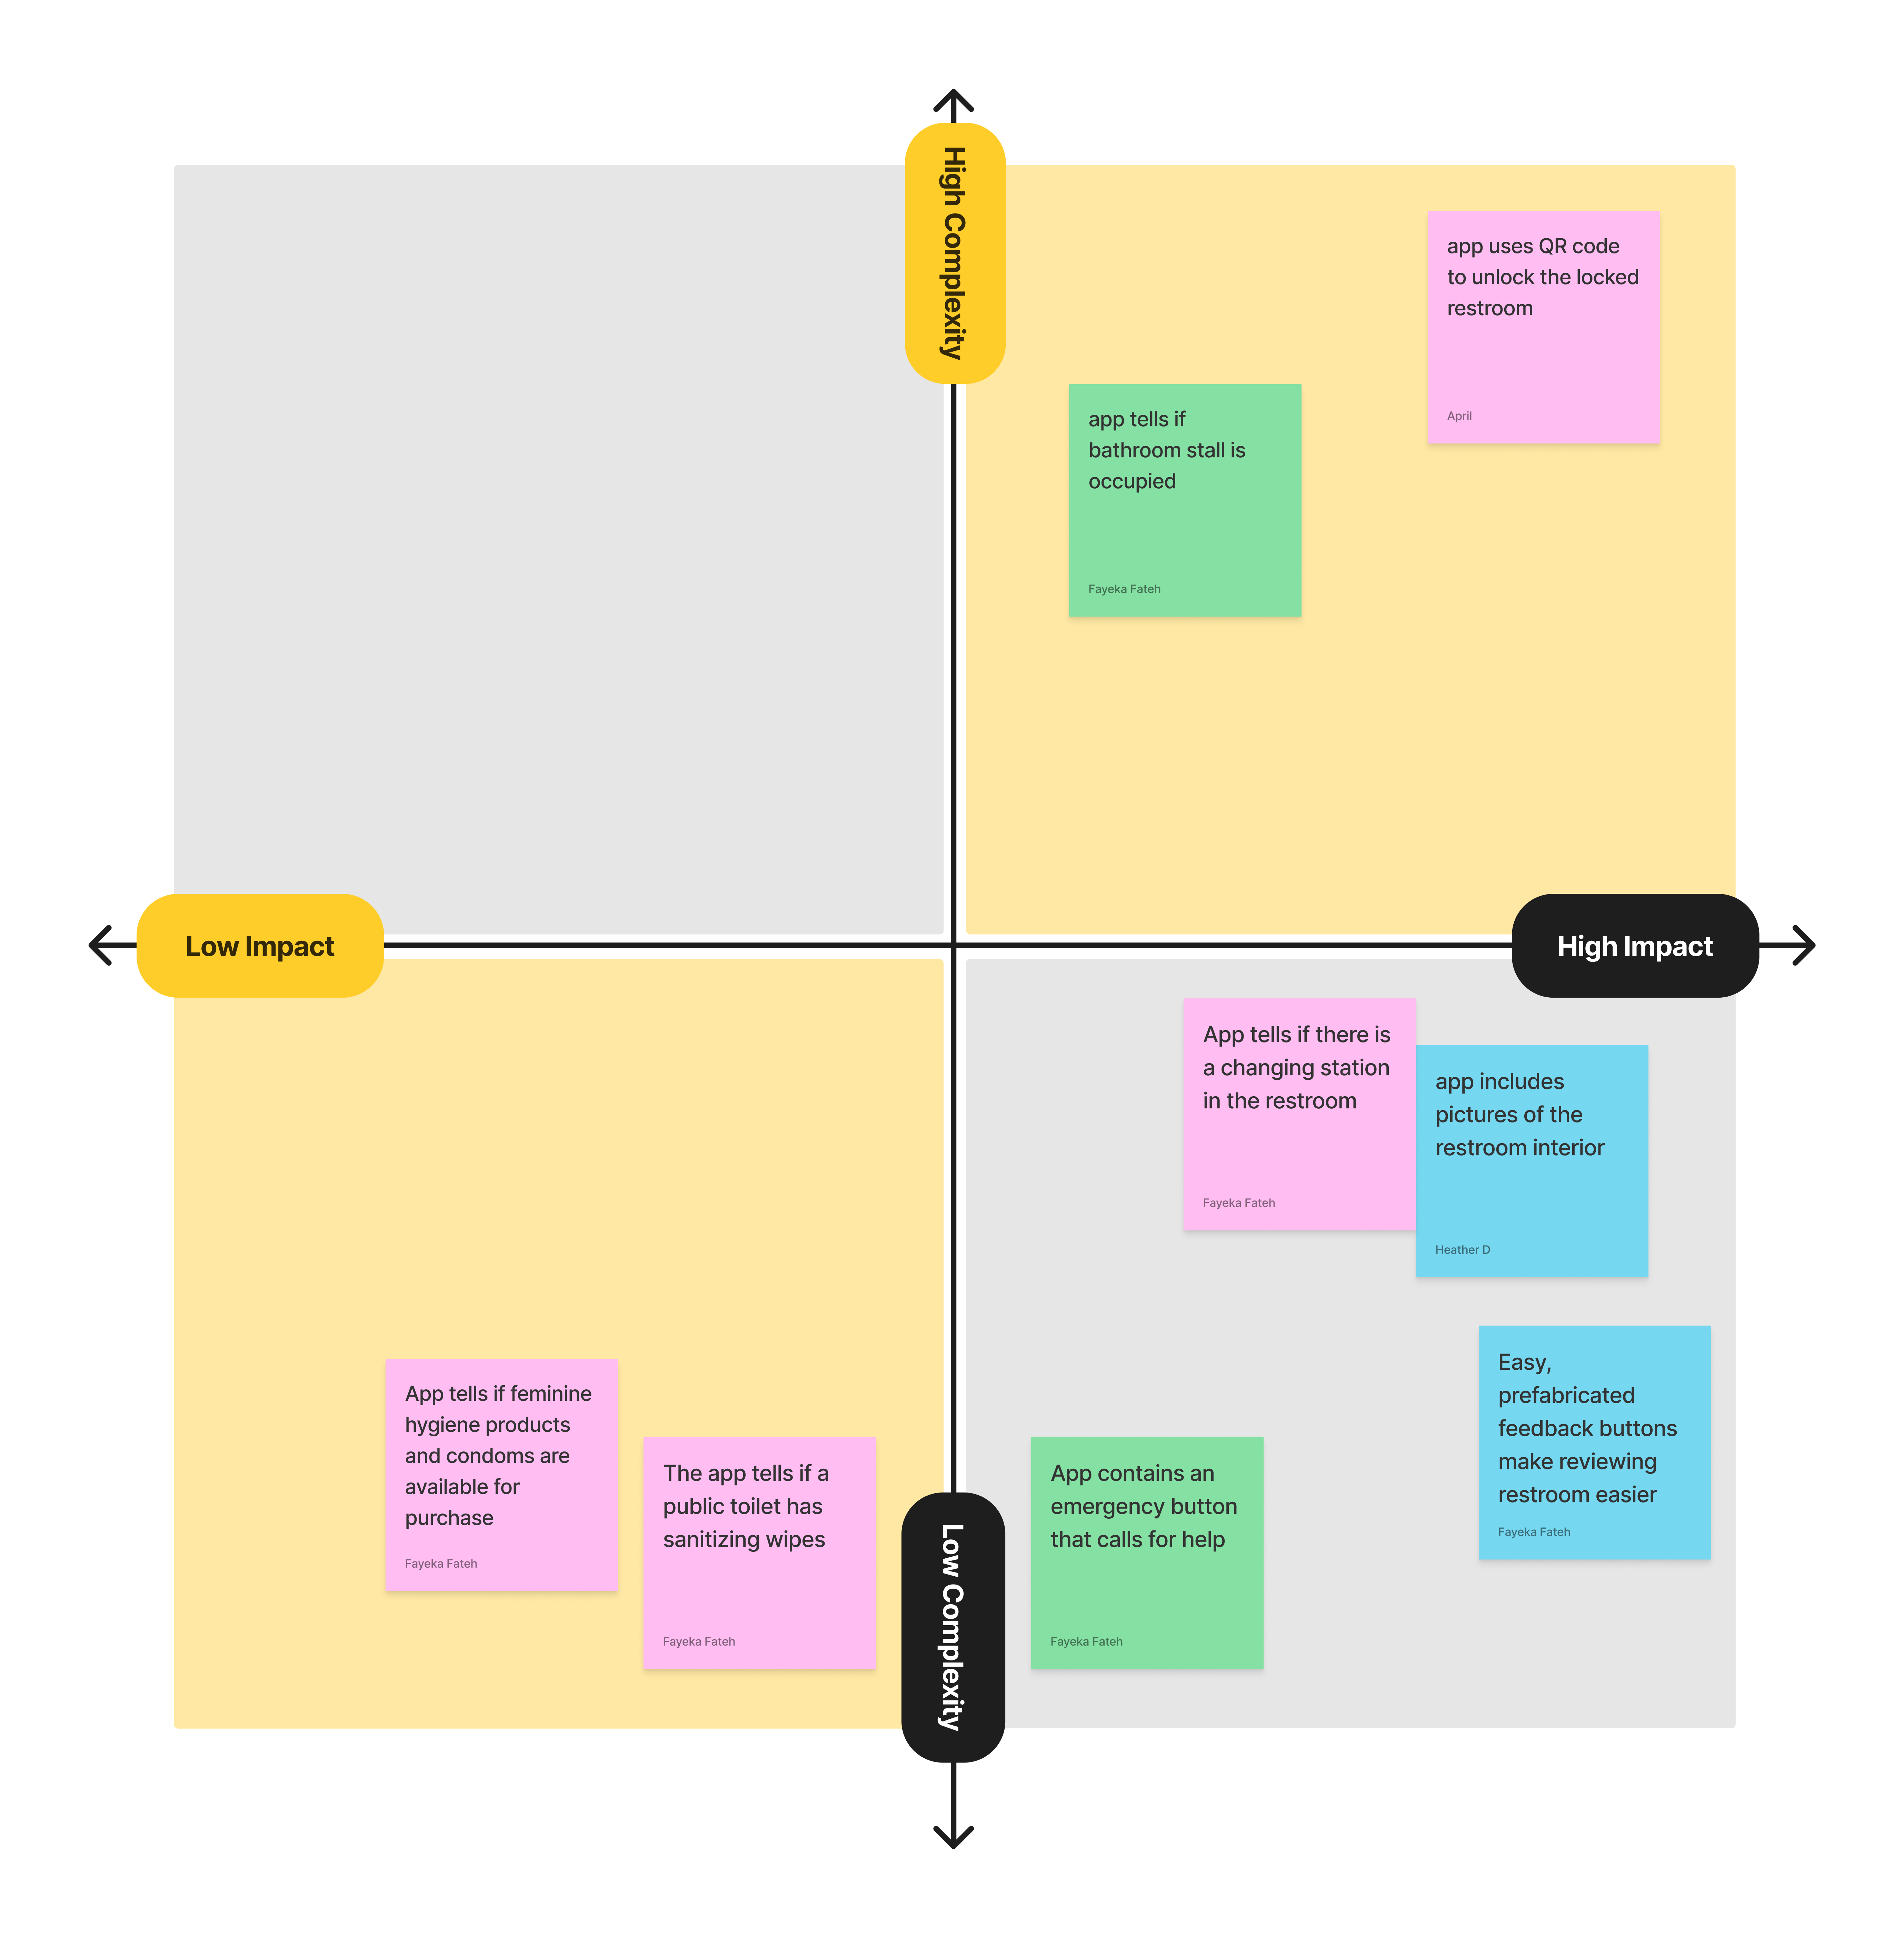 High Complexity
app uses QR code
to unlock the locked
restroom
April
app tells if
bathroom stall is
occupied
Fayeka Fateh
Low Impact
High Impact
App tells if there is
a changing station
in the restroom
Fayeka Fateh
app includes
pictures of the
restroom interior
Heather D
Easy,
prefabricated
feedback buttons
make reviewing
restroom easier
Fayeka Fateh
App tells if feminine
hygiene products
and condoms are
available for
purchase
Fayeka Fateh
The app tells if a
public toilet has
sanitizing wipes
Fayeka Fateh
App contains an
emergency button
that calls for help
Fayeka Fateh
Low Complexity